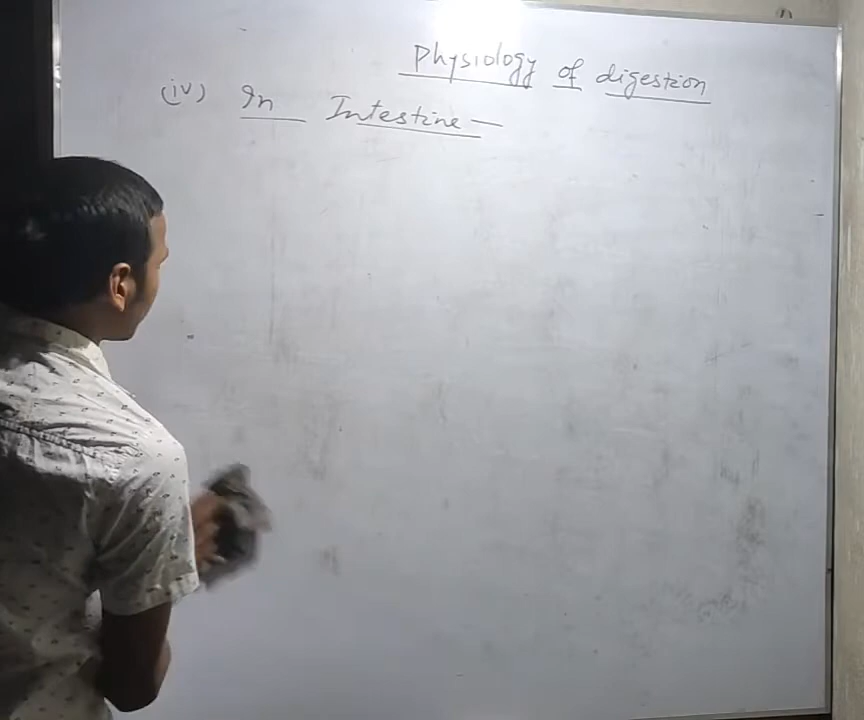 Physiology of digestion
(iv) In Intestine —